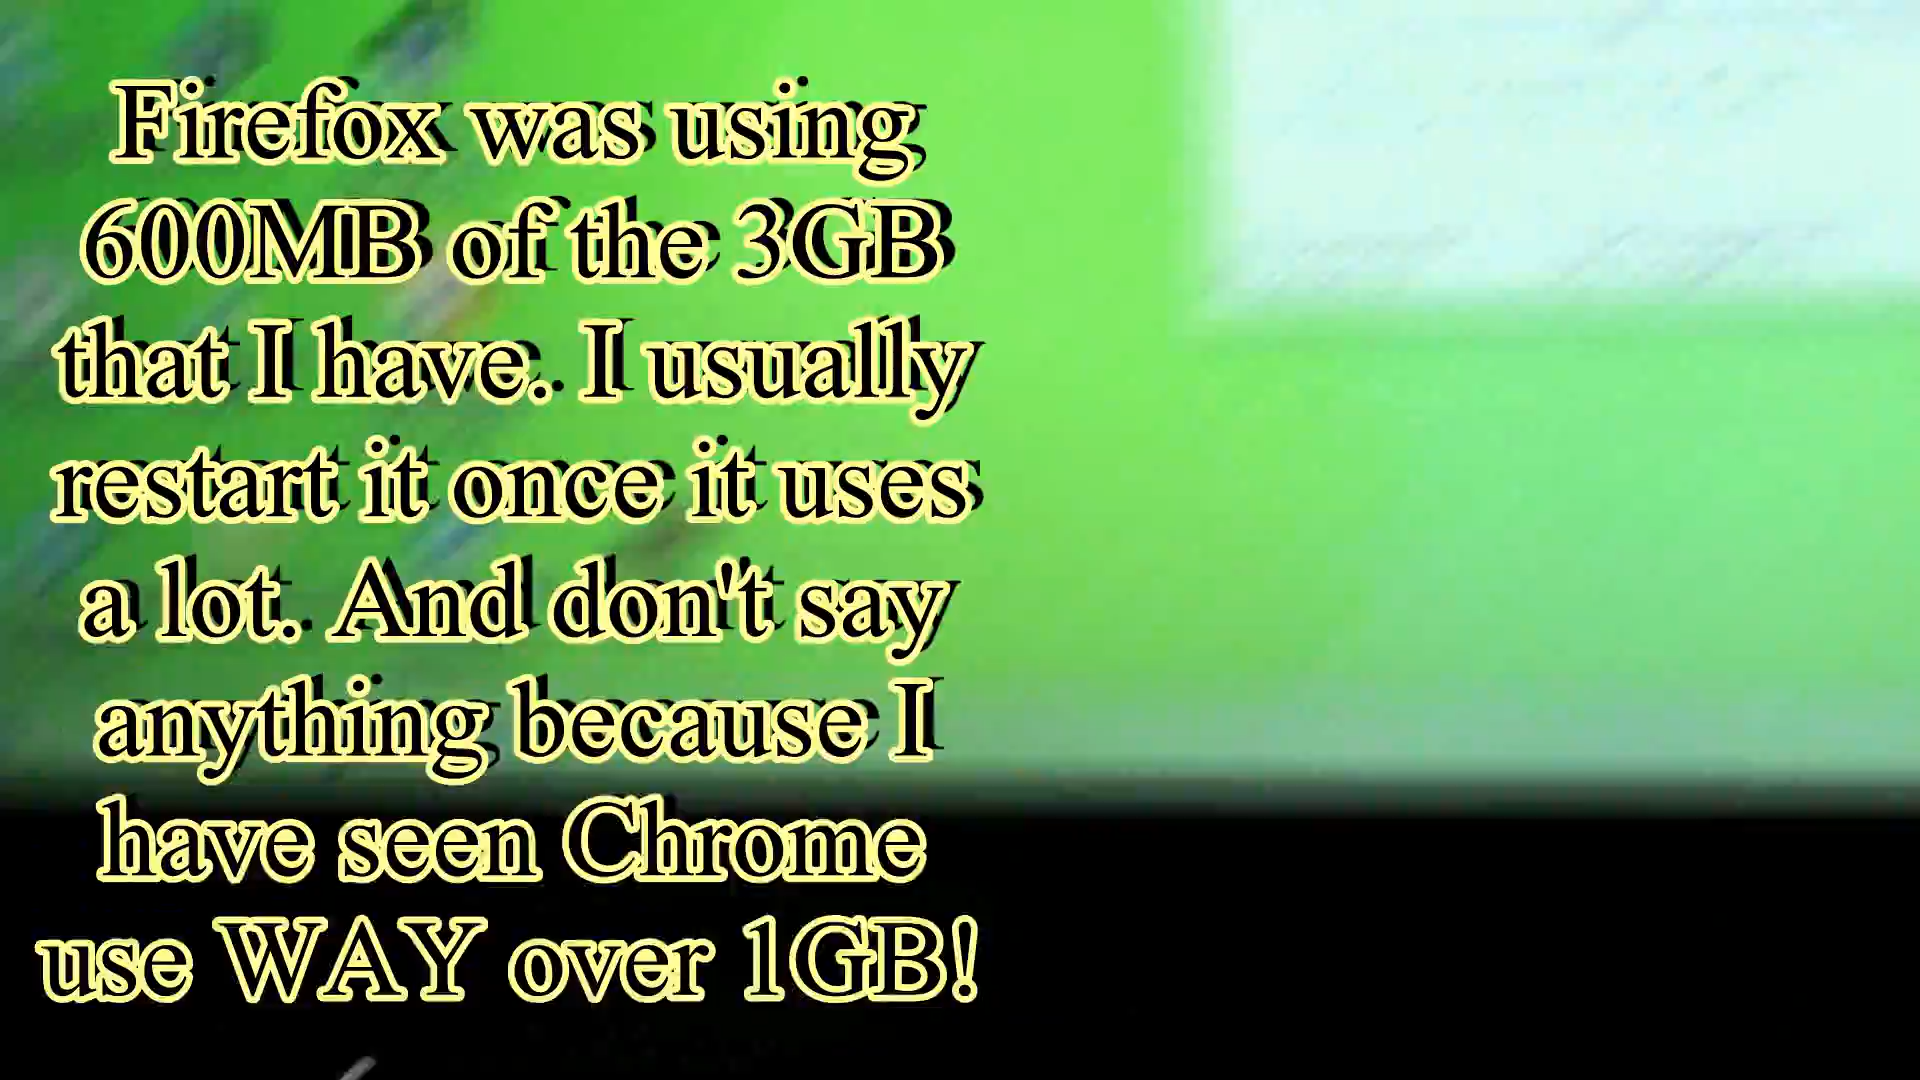 Firefox was using
600MB of the 3GB
that I have. I usually
restart it once it uses
a lot. And don't say
anything because I
have seen Chrome
use WAY over 1GB!